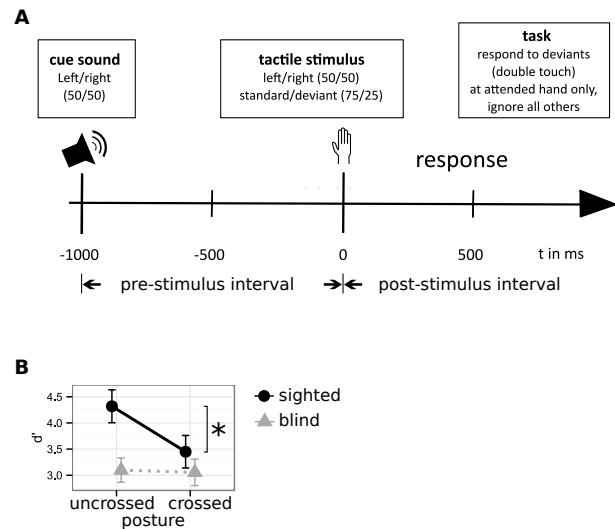 A
cue sound
Left/right
(50/50)
tactile stimulus
left/right (50/50)
standard/deviant (75/25)
task
respond to deviants
(double touch)
at attended hand only,
ignore all others
response
-1000
-500
0
500
t in ms
pre-stimulus interval
post-stimulus interval
B
d'
4.5
4.0
3.5
3.0
*
uncrossed
crossed
posture
sighted
blind